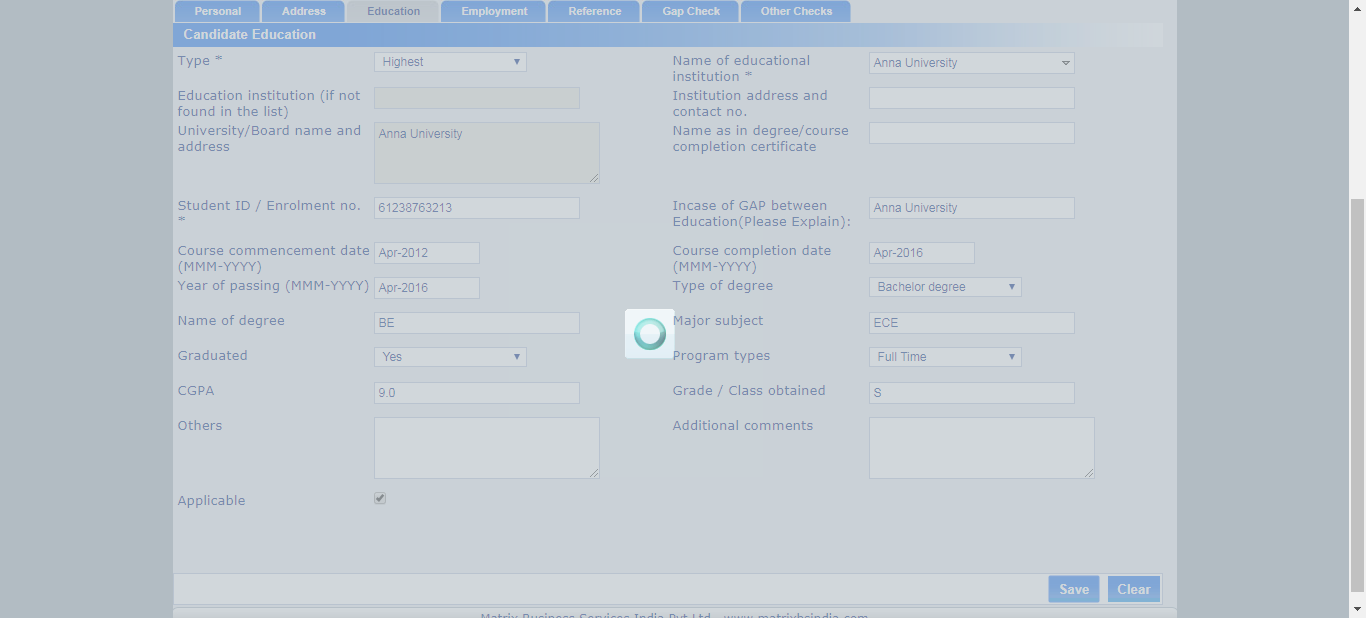 Personal Address Education Employment Reference Gap Check Other Checks
Candidate Education
Type * Highest
Name of educational
institution * Anna University
Education institution (if not
found in the list)
Institution address and
contact no.
University/Board name and
address Anna University
Name as in degree/course
completion certificate
Student ID / Enrolment no.
* 61238763213
Incase of GAP between
Education(Please Explain): Anna University
Course commencement date
(MMM-YYYY) Apr-2012
Course completion date
(MMM-YYYY) Apr-2016
Year of passing (MMM-YYYY) Apr-2016
Type of degree Bachelor degree
Name of degree BE
Major subject ECE
Graduated Yes
Program types Full Time
CGPA 9.0
Grade / Class obtained S
Others
Additional comments
Applicable
Save Clear
Matrix Business Services India Pvt Ltd www.matrixbsindia.com